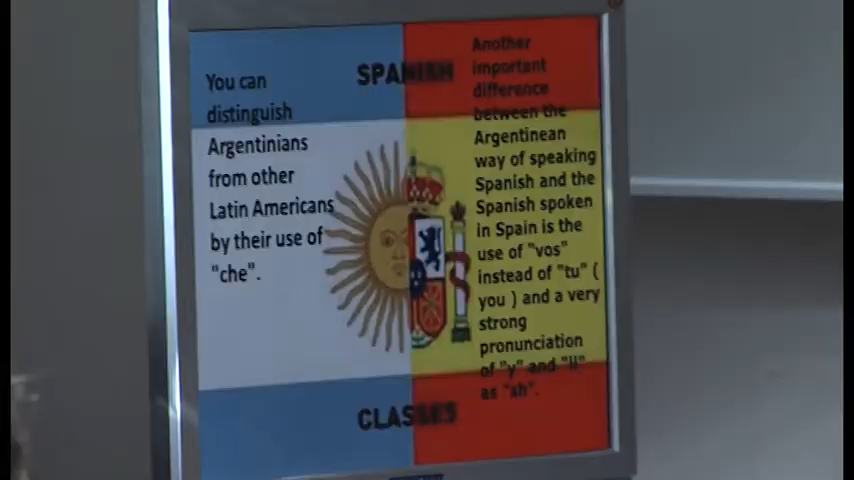 SPANISH
You can
distinguish
Argentinians
from other
Latin Americans
by their use of
"che".
Another
important
difference
between the
Argentinean
way of speaking
Spanish and the
Spanish spoken
in Spain is the
use of "vos"
instead of "tu" (
you ) and a very
strong
pronunciation
of "y" and "ll"
as "sh".
CLASSES